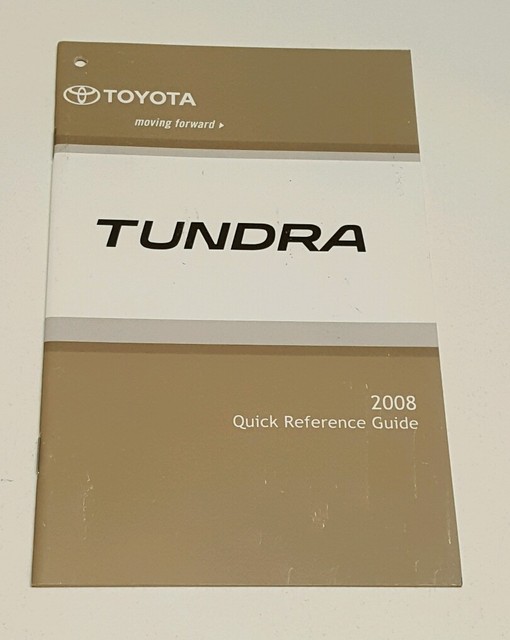 TOYOTA
moving forward
TUNDRA
2008
Quick Reference Guide